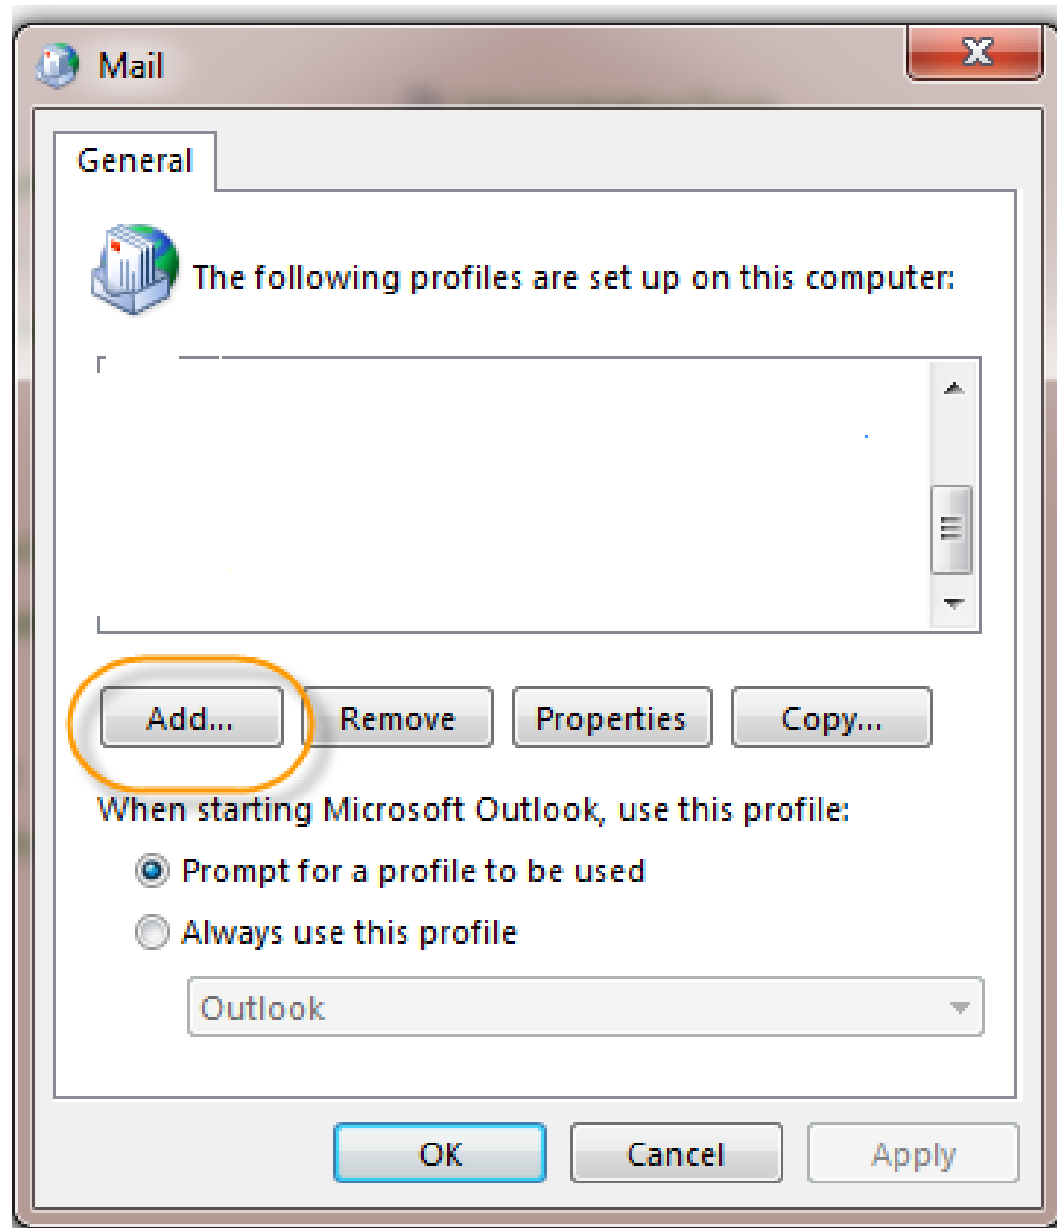 Mail
General
The following profiles are set up on this computer:
Add... Remove Properties Copy...
When starting Microsoft Outlook, use this profile:
Prompt for a profile to be used
Always use this profile
Outlook
OK Cancel Apply